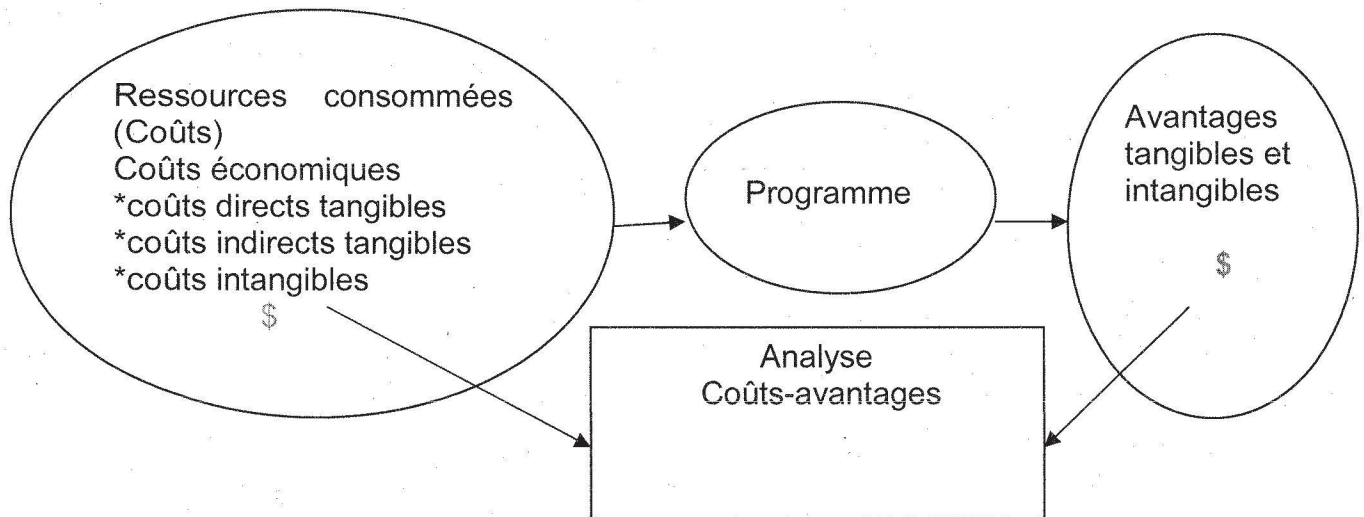 Ressources consommées
(Coûts)
Coûts économiques
*coûts directs tangibles
*coûts indirects tangibles
*coûts intangibles
$
Programme
Avantages
tangibles et
intangibles
$
Analyse
Coûts-avantages